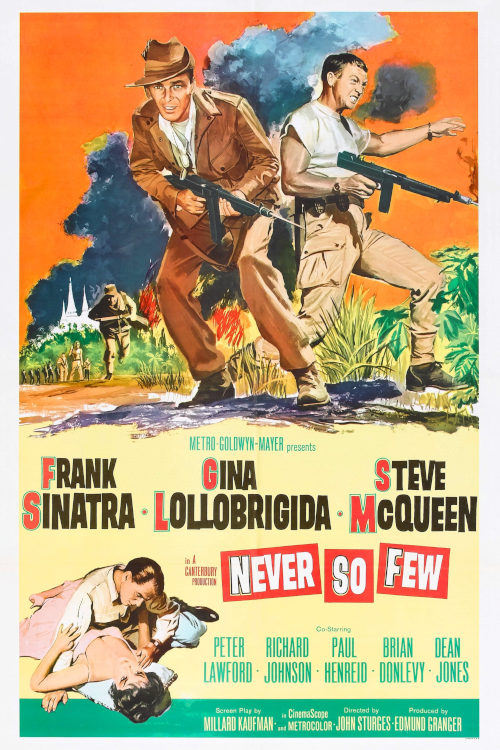 METRO-GOLDWYN-MAYER presents
FRANK SINATRA · GINA LOLLOBRIGIDA · STEVE McQUEEN
in A CANTERBURY PRODUCTION
NEVER SO FEW
Co-Starring
PETER LAWFORD · RICHARD JOHNSON · PAUL HENREID · BRIAN DONLEVY · DEAN JONES
Screen Play by MILLARD KAUFMAN · in CinemaScope and METROCOLOR · Directed by JOHN STURGES · Produced by EDMUND GRANGER